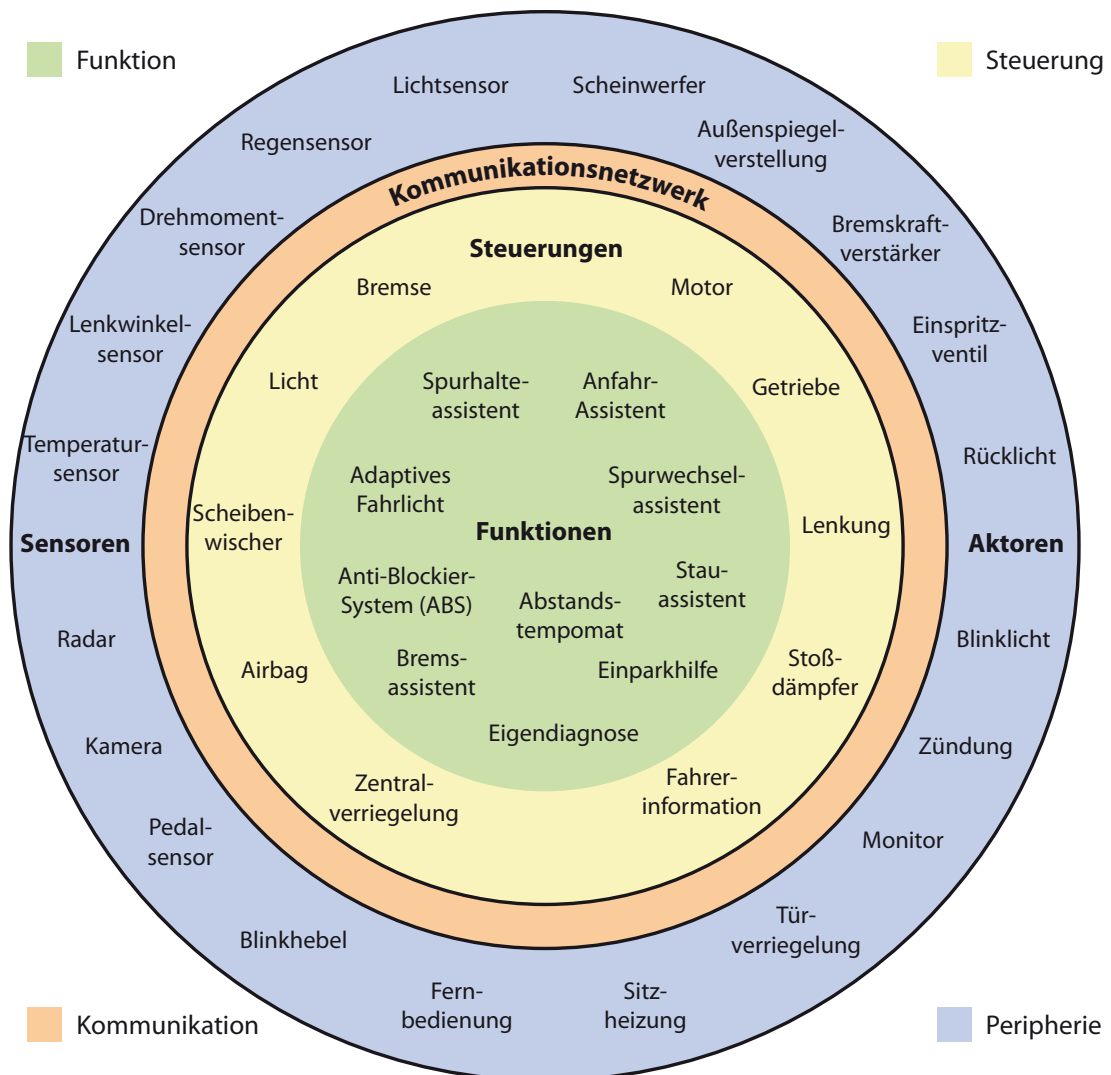 Funktion
Steuerung
Lichtsensor
Scheinwerfer
Regensensor
Außenspiegel-
verstellung
Kommunikationsnetzwerk
Drehmoment-
sensor
Bremskraft-
verstärker
Steuerungen
Bremse
Motor
Lenkwinkel-
sensor
Einspritz-
ventil
Licht
Spurhalte-
assistent
Anfahr-
Assistent
Getriebe
Temperatur-
sensor
Rücklicht
Adaptives
Fahrlicht
Spurwechsel-
assistent
Scheiben-
wischer
Lenkung
Funktionen
Sensoren
Aktoren
Anti-Blockier-
System (ABS)
Stau-
assistent
Abstands-
tempomat
Radar
Blinklicht
Airbag
Brems-
assistent
Einparkhilfe
Stoß-
dämpfer
Eigendiagnose
Kamera
Zündung
Zentral-
verriegelung
Fahrer-
information
Pedal-
sensor
Monitor
Blinkhebel
Tür-
verriegelung
Fern-
bedienung
Sitz-
heizung
Kommunikation
Peripherie